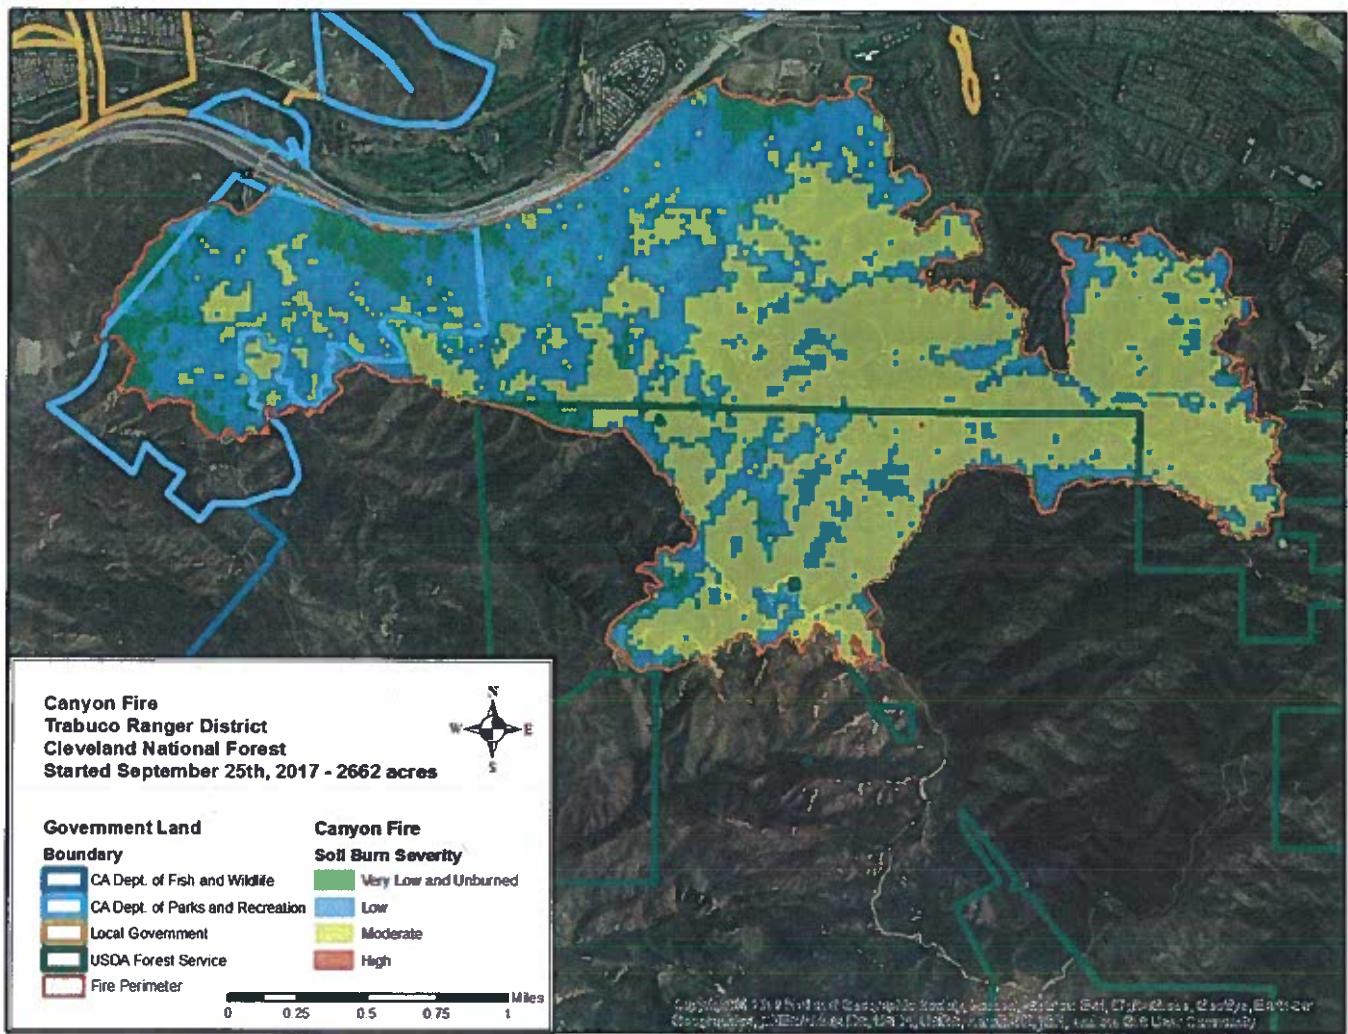 Canyon Fire
Trabuco Ranger District
Cleveland National Forest
Started September 25th, 2017 - 2662 acres
N
W E
S
Government Land
Boundary
CA Dept. of Fish and Wildlife
CA Dept. of Parks and Recreation
Local Government
USDA Forest Service
Fire Perimeter
Canyon Fire
Soil Burn Severity
Very Low and Unburned
Low
Moderate
High
Miles
0 0.25 0.5 0.75 1